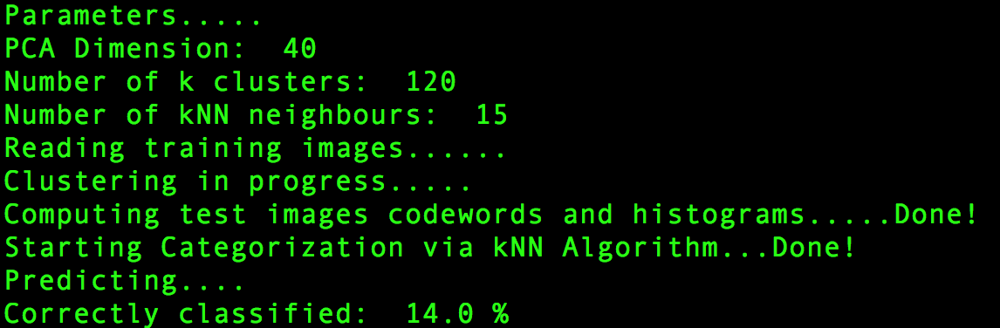 Parameters.....
PCA Dimension:  40
Number of k clusters:  120
Number of kNN neighbours:  15
Reading training images......
Clustering in progress.....
Computing test images codewords and histograms.....Done!
Starting Categorization via kNN Algorithm...Done!
Predicting....
Correctly classified:  14.0 %